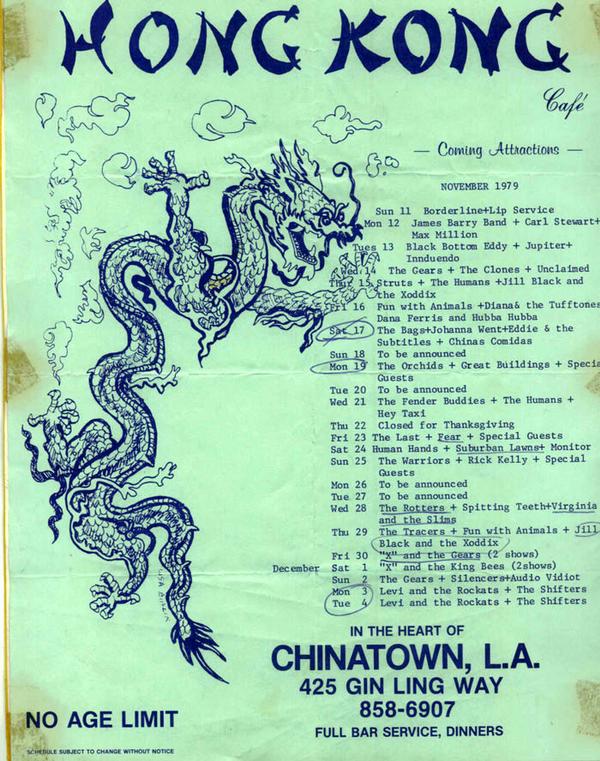 HONG KONG
Café
— Coming Attractions —
NOVEMBER 1979
Sun 11 Borderline+Lip Service
Mon 12 James Barry Band + Carl Stewart+
Max Million
Tues 13 Black Bottom Eddy + Jupiter+
Innduendo
Wed 14 The Gears + The Clones + Unclaimed
Thur 15 Struts + The Humans +Jill Black and
the Xoddix
Fri 16 Fun with Animals +Diana& the Tufftones
Dana Ferris and Hubba Hubba
Sat 17 The Bags+Johanna Went+Eddie & the
Subtitles + Chinas Comidas
Sun 18 To be announced
Mon 19 The Orchids + Great Buildings + Specia
Guests
Tue 20 To be announced
Wed 21 The Fender Buddies + The Humans +
Hey Taxi
Thu 22 Closed for Thanksgiving
Fri 23 The Last + Fear + Special Guests
Sat 24 Human Hands + Suburban Lawns+ Monitor
Sun 25 The Warriors + Rick Kelly + Special
Guests
Mon 26 To be announced
Tue 27 To be announced
Wed 28 The Rotters + Spitting Teeth+Virginia
and the Slims
Thu 29 The Tracers + Fun with Animals + Jill
Black and the Xoddix
Fri 30 "X" and the Gears (2 shows)
December Sat 1 "X" and the King Bees (2shows)
Sun 2 The Gears + Silencers+Audio Vidiot
Mon 3 Levi and the Rockats + The Shifters
Tue 4 Levi and the Rockats + The Shifters
IN THE HEART OF
CHINATOWN, L.A.
425 GIN LING WAY
858-6907
FULL BAR SERVICE, DINNERS
NO AGE LIMIT
SCHEDULE SUBJECT TO CHANGE WITHOUT NOTICE